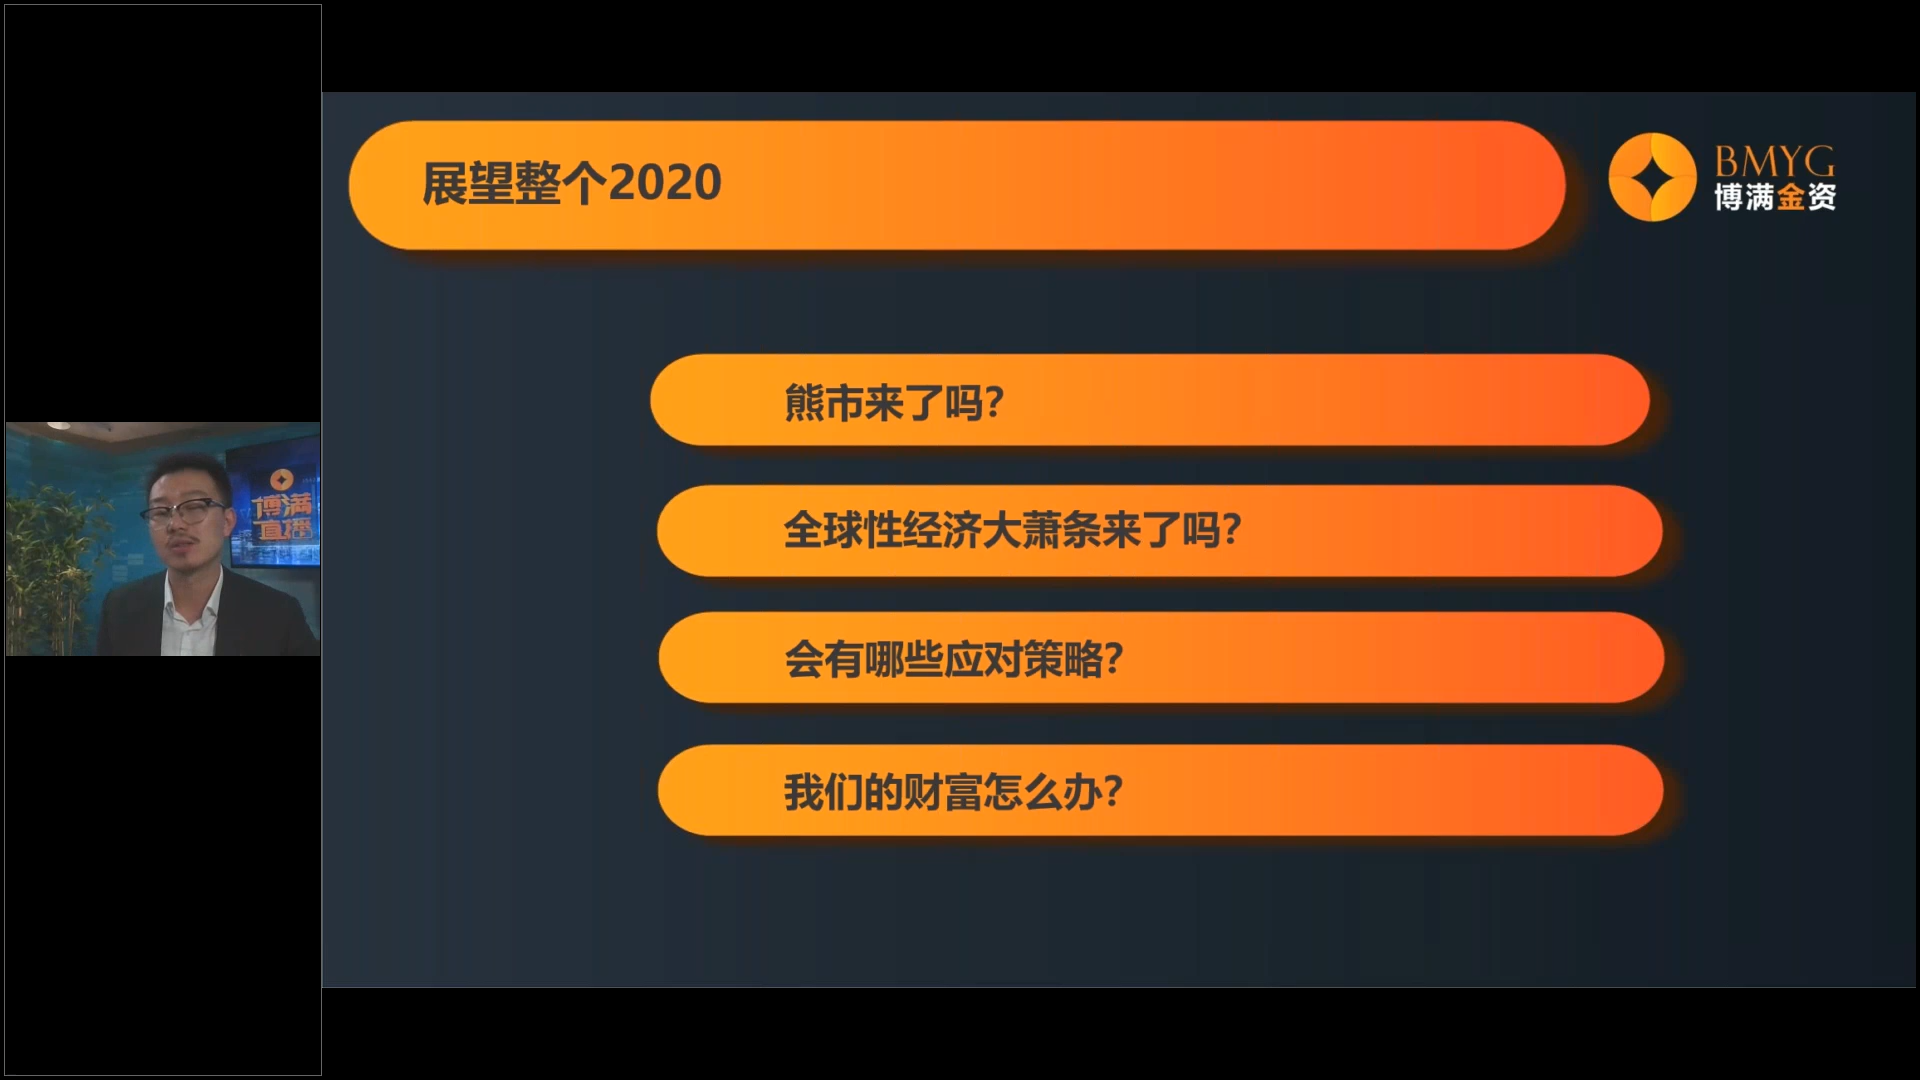 展望整个2020
BMYG
博满金资
熊市来了吗？
全球性经济大萧条来了吗？
会有哪些应对策略？
我们的财富怎么办？
博满
直播